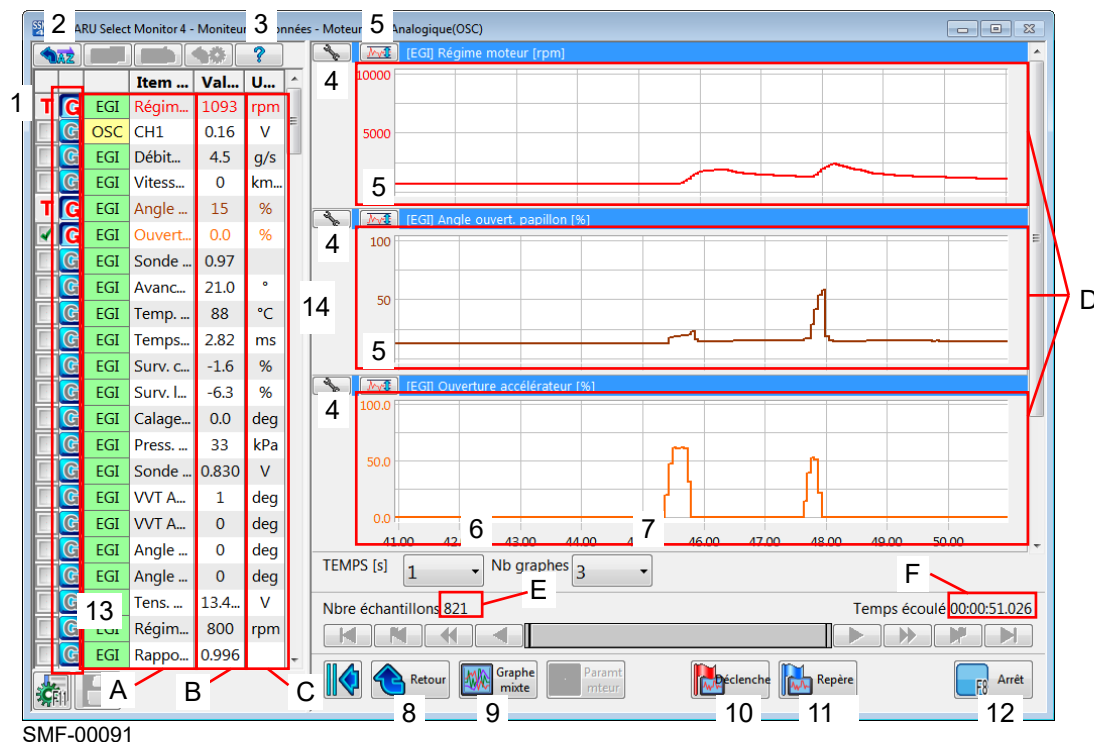 2 3 5
ARU Select Monitor 4 - Moniteur onnées - Moteur Analogique(OSC)
AZ ?
Item ... Val... U...
1 T G EGI Régim... 1093 rpm
G OSC CH1 0.16 V
G EGI Débit... 4.5 g/s
G EGI Vitess... 0 km...
T G EGI Angle ... 15 %
G EGI Ouvert... 0.0 %
G EGI Sonde ... 0.97
G EGI Avanc... 21.0 °
G EGI Temp. ... 88 °C
G EGI Temps... 2.82 ms
G EGI Surv. c... -1.6 %
G EGI Surv. l... -6.3 %
G EGI Calage... 0.0 deg
G EGI Press. ... 33 kPa
G EGI Sonde ... 0.830 V
G EGI VVT A... 1 deg
G EGI VVT A... 0 deg
G EGI Angle ... 0 deg
G EGI Angle ... 0 deg
G EGI Tens. ... 13.4... V
13
G EGI Régim... 800 rpm
G EGI Rappo... 0.996
A B C
[EGI] Régime moteur [rpm]
4
10000
5000
5
[EGI] Angle ouvert. papillon [%]
4
100
14
50
5
D
[EGI] Ouverture accélérateur [%]
4
100.0
50.0
0.0
6 7
41.00 42. 43.00 44.00 46.00 47.00 48.00 49.00 50.00
TEMPS [s] 1 Nb graphes 3
E F
Nbre échantillons 821 Temps écoulé 00:00:51.026
Retour
Graphe mixte
Paramt mteur
Déclenche
Repère
F8 Arrêt
8 9 10 11 12
SMF-00091